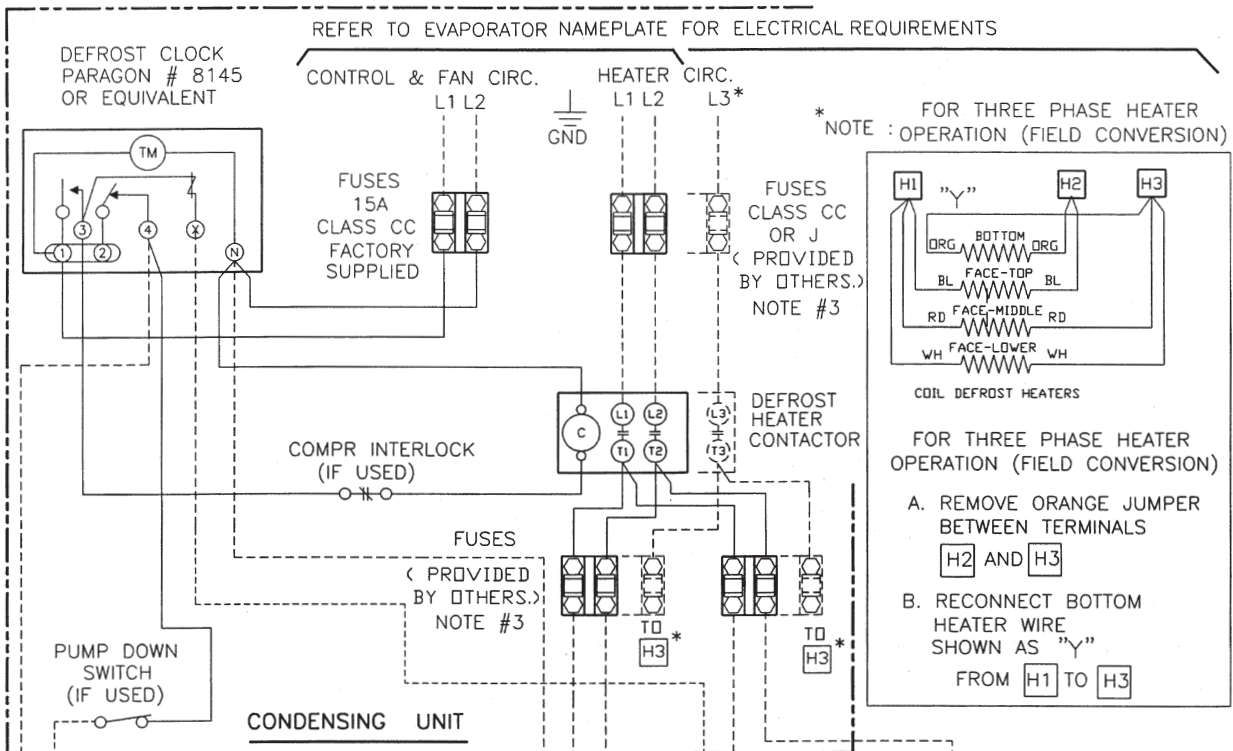 REFER TO EVAPORATOR NAMEPLATE FOR ELECTRICAL REQUIREMENTS
DEFROST CLOCK
PARAGON # 8145
OR EQUIVALENT
CONTROL & FAN CIRC.
L1 L2
GND
HEATER CIRC.
L1 L2
L3*
TM
3
4
X
1
2
N
FUSES
15A
CLASS CC
FACTORY
SUPPLIED
FUSES
CLASS CC
OR J
( PROVIDED
BY OTHERS.)
NOTE #3
*NOTE :
FOR THREE PHASE HEATER
OPERATION (FIELD CONVERSION)
H1
"Y"
H2
H3
ORG
BOTTOM
ORG
BL
FACE-TOP
BL
RD
FACE-MIDDLE
RD
WH
FACE-LOWER
WH
COIL DEFROST HEATERS
FOR THREE PHASE HEATER
OPERATION (FIELD CONVERSION)
A. REMOVE ORANGE JUMPER
BETWEEN TERMINALS
H2 AND H3
B. RECONNECT BOTTOM
HEATER WIRE
SHOWN AS "Y"
FROM H1 TO H3
C
L1
L2
L3
T1
T2
T3
DEFROST
HEATER
CONTACTOR
COMPR INTERLOCK
(IF USED)
FUSES
( PROVIDED
BY OTHERS.)
NOTE #3
TO
H3
*
TO
H3
*
PUMP DOWN
SWITCH
(IF USED)
CONDENSING UNIT